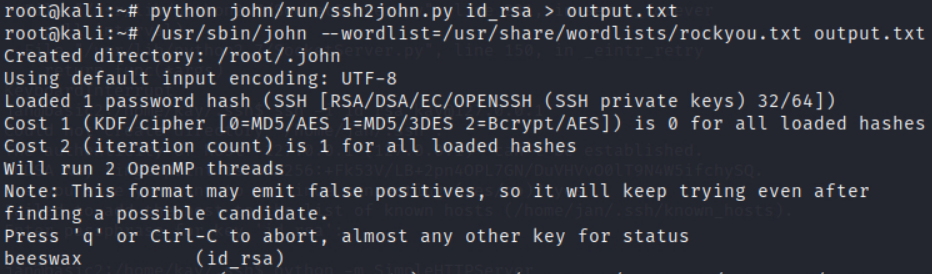 root@kali:~# python john/run/ssh2john.py id_rsa > output.txt
root@kali:~# /usr/sbin/john --wordlist=/usr/share/wordlists/rockyou.txt output.txt
Created directory: /root/.john
Using default input encoding: UTF-8
Loaded 1 password hash (SSH [RSA/DSA/EC/OPENSSH (SSH private keys) 32/64])
Cost 1 (KDF/cipher [0=MD5/AES 1=MD5/3DES 2=Bcrypt/AES]) is 0 for all loaded hashes
Cost 2 (iteration count) is 1 for all loaded hashes
Will run 2 OpenMP threads
Note: This format may emit false positives, so it will keep trying even after
finding a possible candidate.
Press 'q' or Ctrl-C to abort, almost any other key for status
beeswax          (id_rsa)